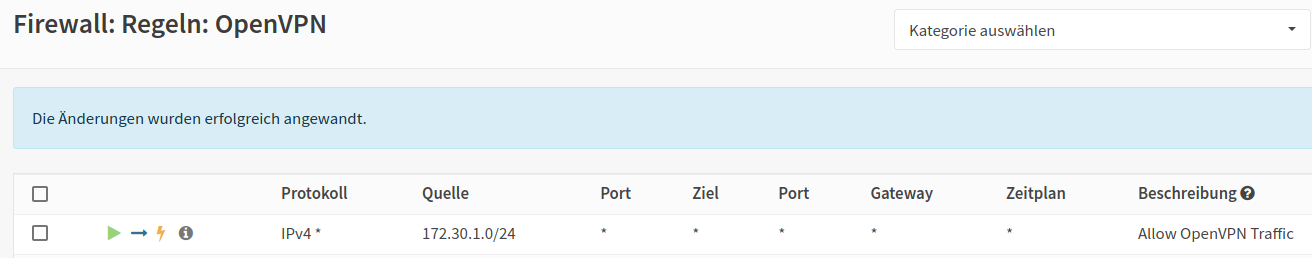 Firewall: Regeln: OpenVPN
Kategorie auswählen
Die Änderungen wurden erfolgreich angewandt.
Protokoll Quelle Port Ziel Port Gateway Zeitplan Beschreibung
IPv4 * 172.30.1.0/24 * * * * * Allow OpenVPN Traffic